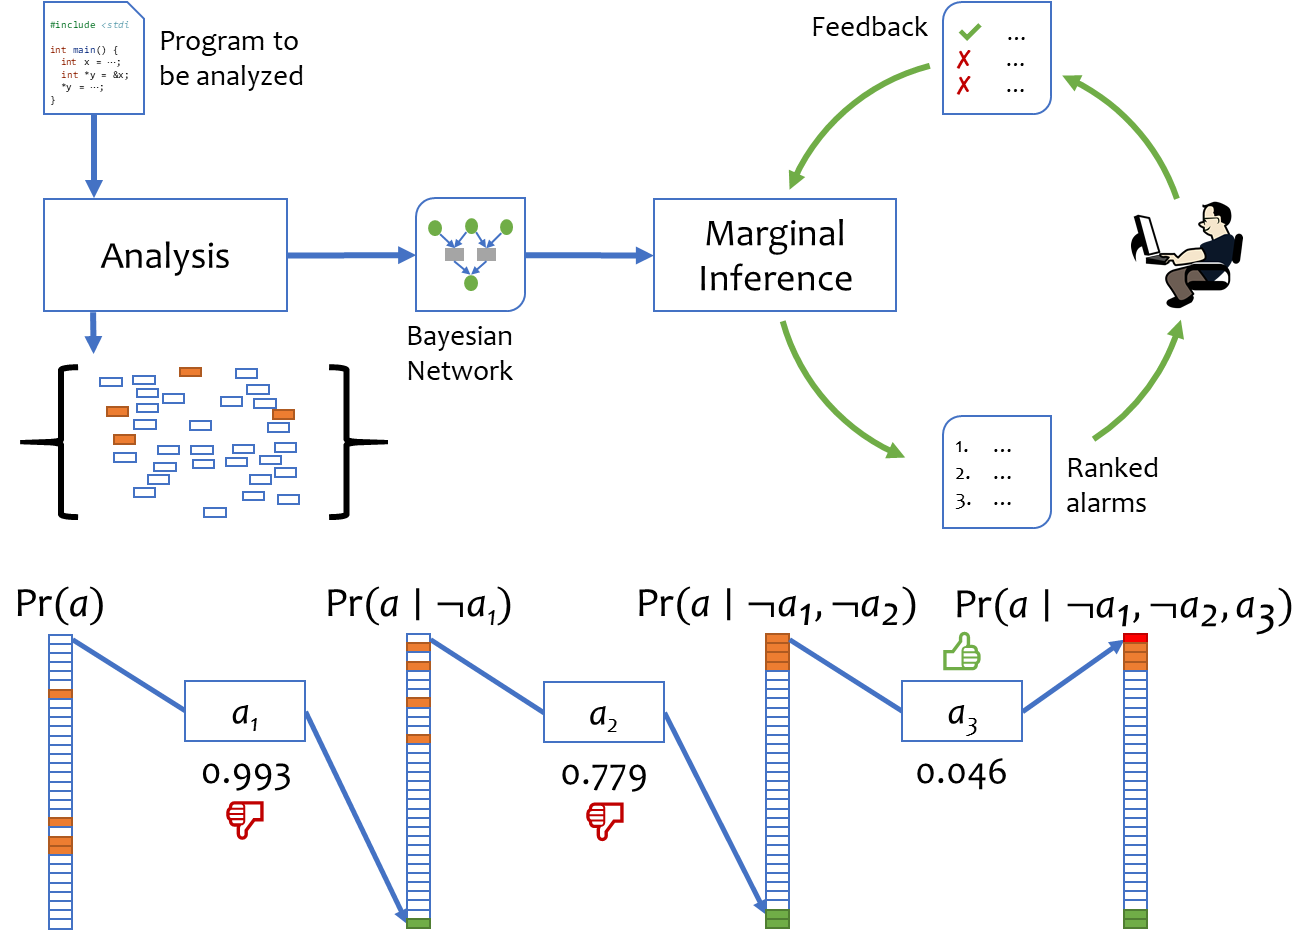 #include <stdi
int main() {
int x = …;
int *y = &x;
*y = …;
}
Program to
be analyzed
Feedback
✓ …
✗ …
✗ …
Analysis
Bayesian
Network
Marginal
Inference
1. …
2. …
3. …
Ranked
alarms
Pr(a)
Pr(a | ¬a₁)
Pr(a | ¬a₁, ¬a₂)
Pr(a | ¬a₁, ¬a₂, a₃)
a₁
0.993
a₂
0.779
a₃
0.046